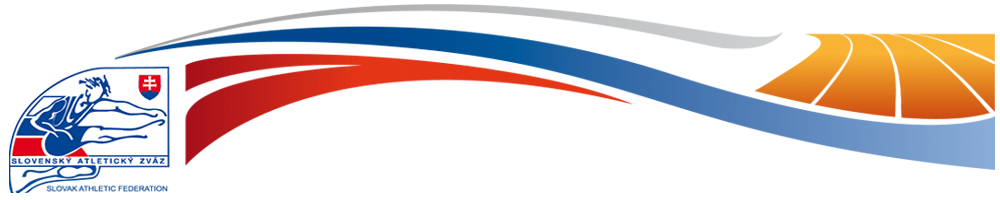 SLOVENSKÝ ATLETICKÝ ZVÄZ
SLOVAK ATHLETIC FEDERATION